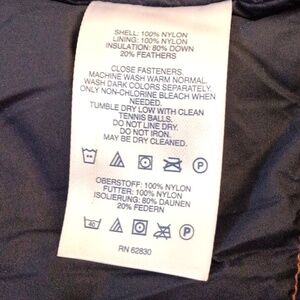 SHELL: 100% NYLON
LINING: 100% NYLON
INSULATION: 80% DOWN
20% FEATHERS
CLOSE FASTENERS.
MACHINE WASH WARM NORMAL.
WASH DARK COLORS SEPARATELY.
ONLY NON-CHLORINE BLEACH WHEN
NEEDED.
TUMBLE DRY LOW WITH CLEAN
TENNIS BALLS.
DO NOT LINE DRY.
DO NOT IRON.
MAY BE DRY CLEANED.
P
OBERSTOFF: 100% NYLON
FUTTER: 100% NYLON
ISOLIERUNG: 80% DAUNEN
20% FEDERN
40 P
RN 62830